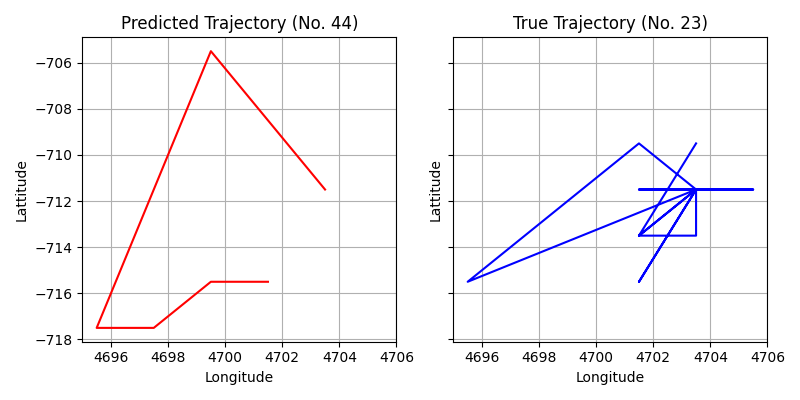 Predicted Trajectory (No. 44)
True Trajectory (No. 23)
Lattitude
−706
−708
−710
−712
−714
−716
−718
4696 4698 4700 4702 4704 4706
Longitude
Lattitude
4696 4698 4700 4702 4704 4706
Longitude